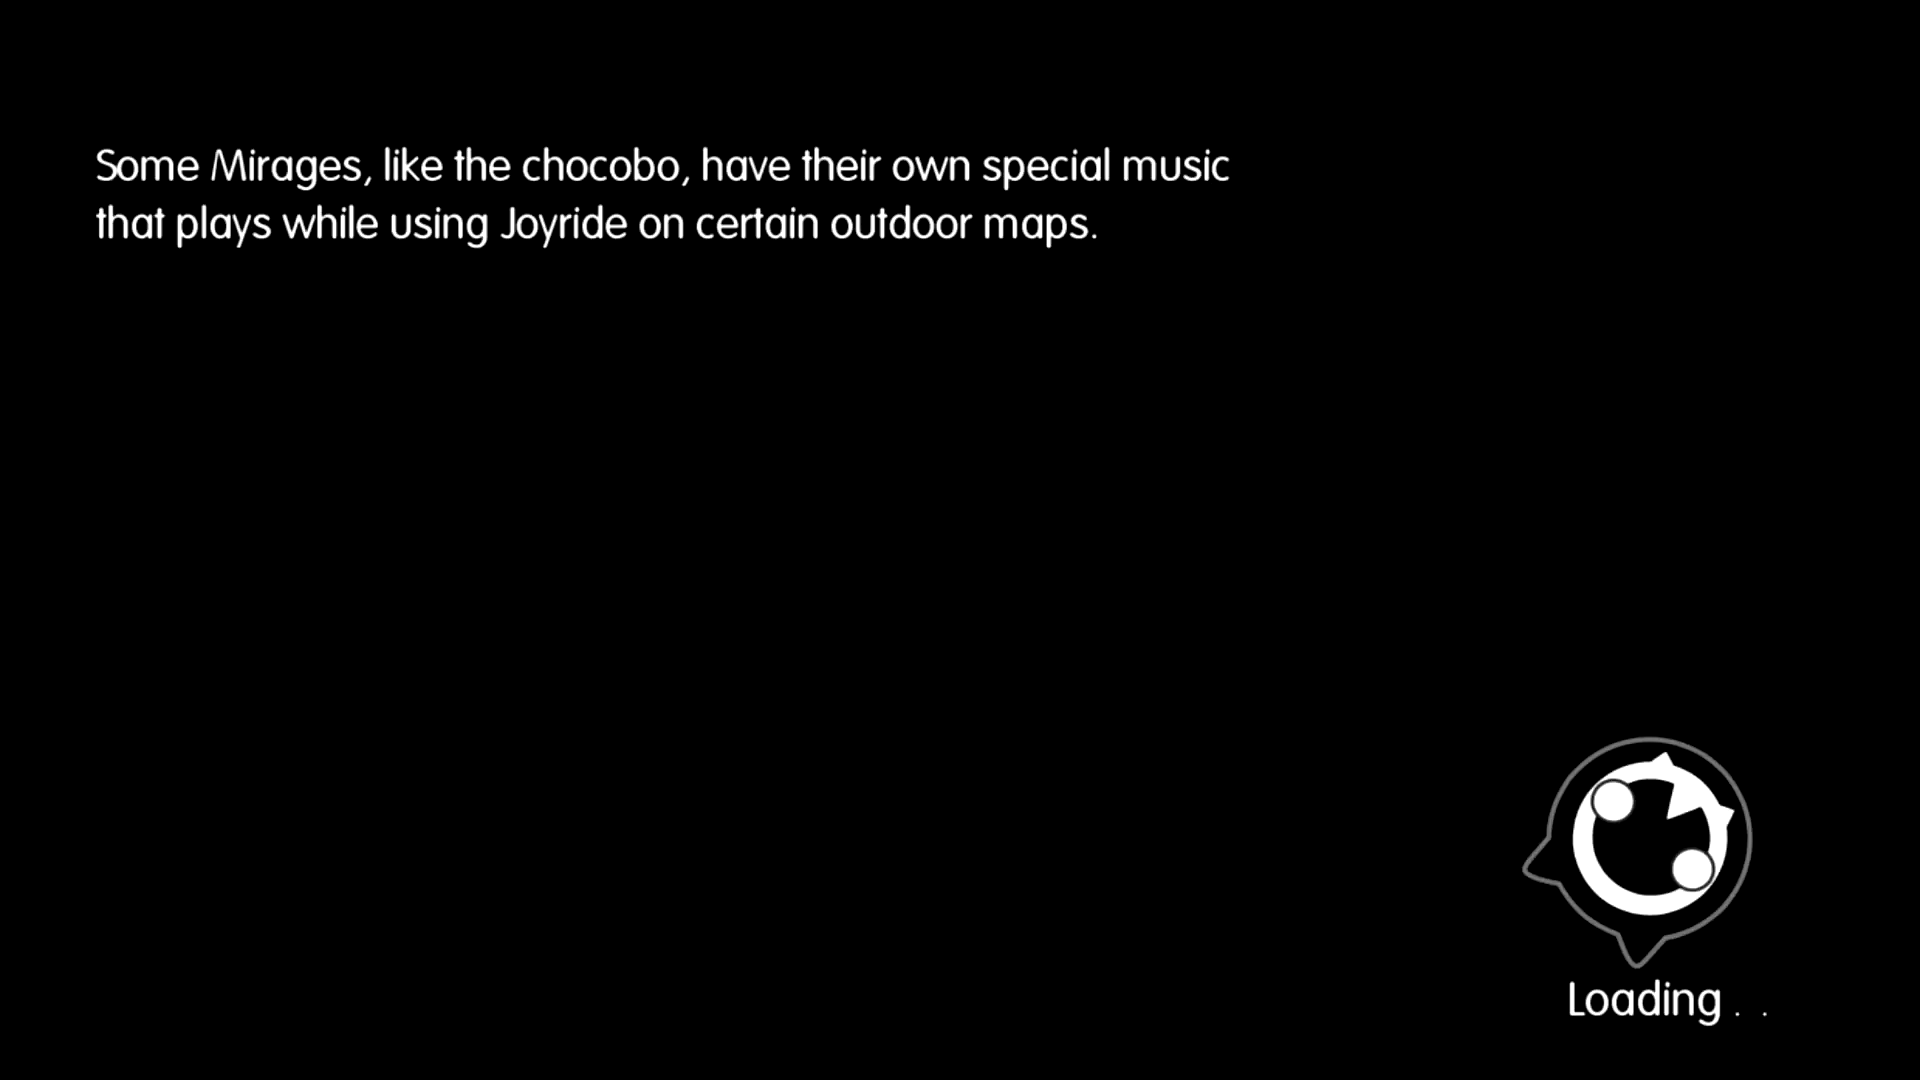 Some Mirages, like the chocobo, have their own special music
that plays while using Joyride on certain outdoor maps.
Loading . .